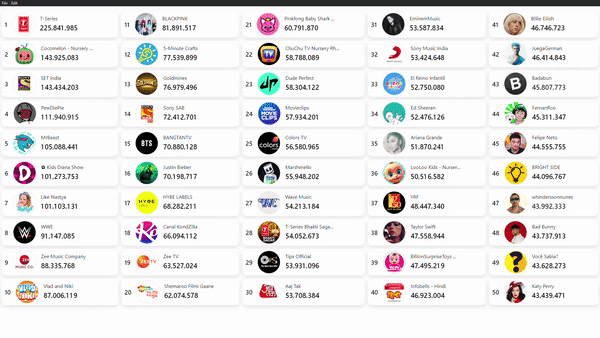 File Edit
1 T-Series
225.841.985
2 Cocomelon - Nursery ...
143,925.083
3 SET India
143.434.203
4 PewDiePie
111.940.915
5 MrBeast
105.088.441
6 ✿ Kids Diana Show
101.273.753
7 Like Nastya
101.103.131
8 WWE
91.147.085
9 Zee Music Company
88.335.768
10 Vlad and Niki
87.006.119
11 BLACKPINK
81.891.517
12 5-Minute Crafts
77.539.899
13 Goldmines
76.979.496
14 Sony SAB
72.412.701
15 BANGTANTV
70.880.128
16 Justin Bieber
70.198.717
17 HYBE LABELS
68.282.211
18 Canal KondZilla
66.094.112
19 Zee TV
63.527.024
20 Shemaroo Filmi Gaane
62.074.578
21 Pinkfong Baby Shark ...
60.791.870
22 ChuChu TV Nursery Rh...
58.788.089
23 Dude Perfect
58.304.122
24 Movieclips
57.934.201
25 Colors TV
56.580.965
26 Marshmello
55.948.202
27 Wave Music
54.213.184
28 T-Series Bhakti Saga...
54.052.673
29 Tips Official
53.931.096
30 Aaj Tak
53.708.384
31 EminemMusic
53.587.834
32 Sony Music India
53.424.648
33 El Reino Infantil
52.750.080
34 Ed Sheeran
52.476.126
35 Ariana Grande
51.870.241
36 LooLoo Kids - Nurser...
50.516.582
37 YRF
48.447.340
38 Taylor Swift
47.558.944
39 BillionSurpriseToys ...
47.495.219
40 Infobells - Hindi
46.923.004
41 Billie Eilish
46.746.723
42 JuegaGerman
46.414.843
43 Badabun
45.807.773
44 Fernanfloo
45.311.347
45 Felipe Neto
44.555.755
46 BRIGHT SIDE
44.096.767
47 whinderssonnunes
43.992.333
48 Bad Bunny
43.737.913
49 Você Sabia?
43.628.273
50 Katy Perry
43.439.471